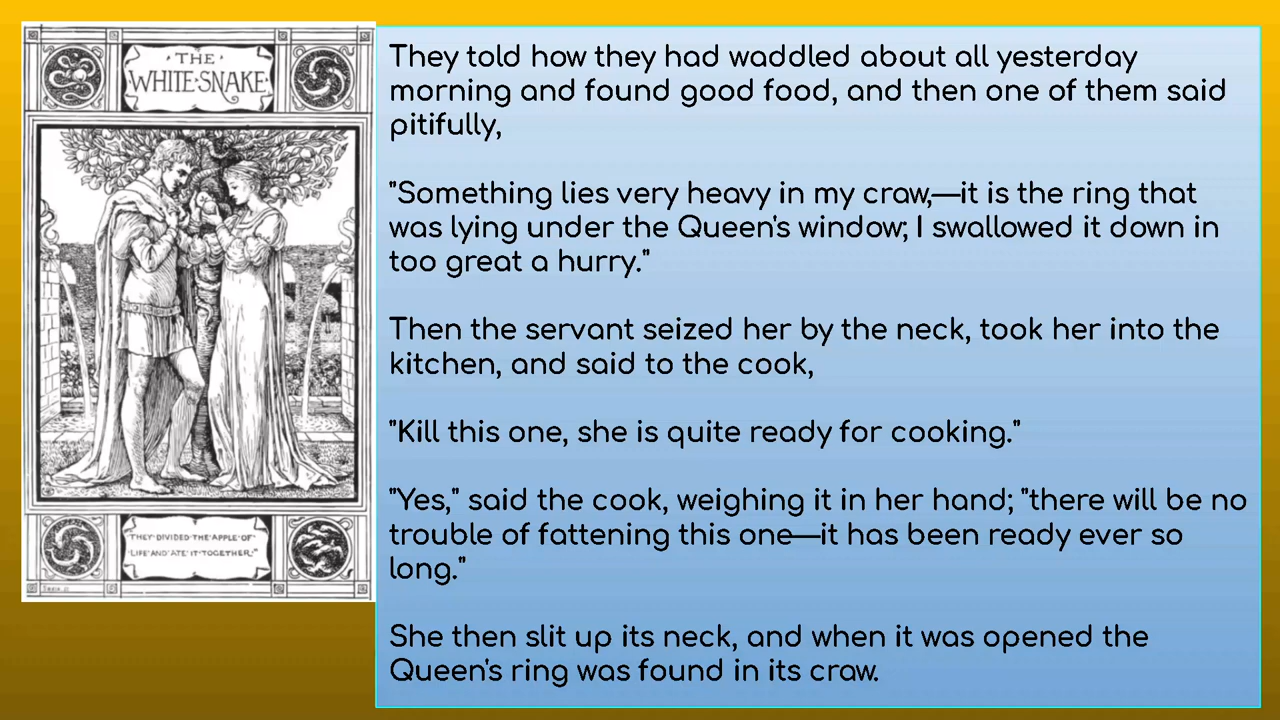 ·THE·
WHITE·SNAKE·
"THEY·DIVIDED·THE·APPLE·OF·
·LIFE·AND·ATE·IT·TOGETHER·"
They told how they had waddled about all yesterday
morning and found good food, and then one of them said
pitifully,
"Something lies very heavy in my craw,—it is the ring that
was lying under the Queen's window; I swallowed it down in
too great a hurry."
Then the servant seized her by the neck, took her into the
kitchen, and said to the cook,
"Kill this one, she is quite ready for cooking."
"Yes," said the cook, weighing it in her hand; "there will be no
trouble of fattening this one—it has been ready ever so
long."
She then slit up its neck, and when it was opened the
Queen's ring was found in its craw.